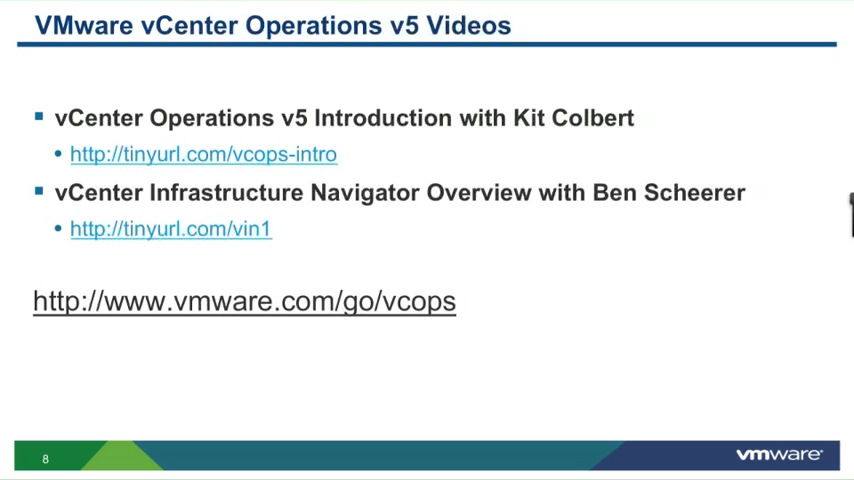 VMware vCenter Operations v5 Videos
vCenter Operations v5 Introduction with Kit Colbert
http://tinyurl.com/vcops-intro
vCenter Infrastructure Navigator Overview with Ben Scheerer
http://tinyurl.com/vin1
http://www.vmware.com/go/vcops
8
vmware